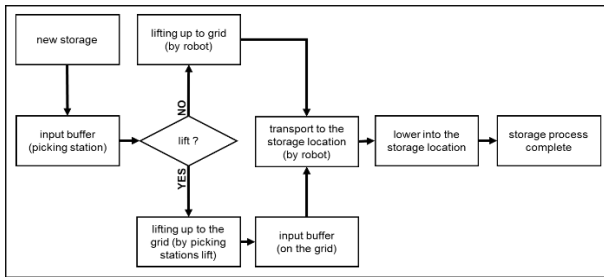 new storage
lifting up to grid
(by robot)
NO
input buffer
(picking station)
lift ?
transport to the
storage location
(by robot)
lower into the
storage location
storage process
complete
YES
lifting up to the
grid (by picking
stations lift)
input buffer
(on the grid)